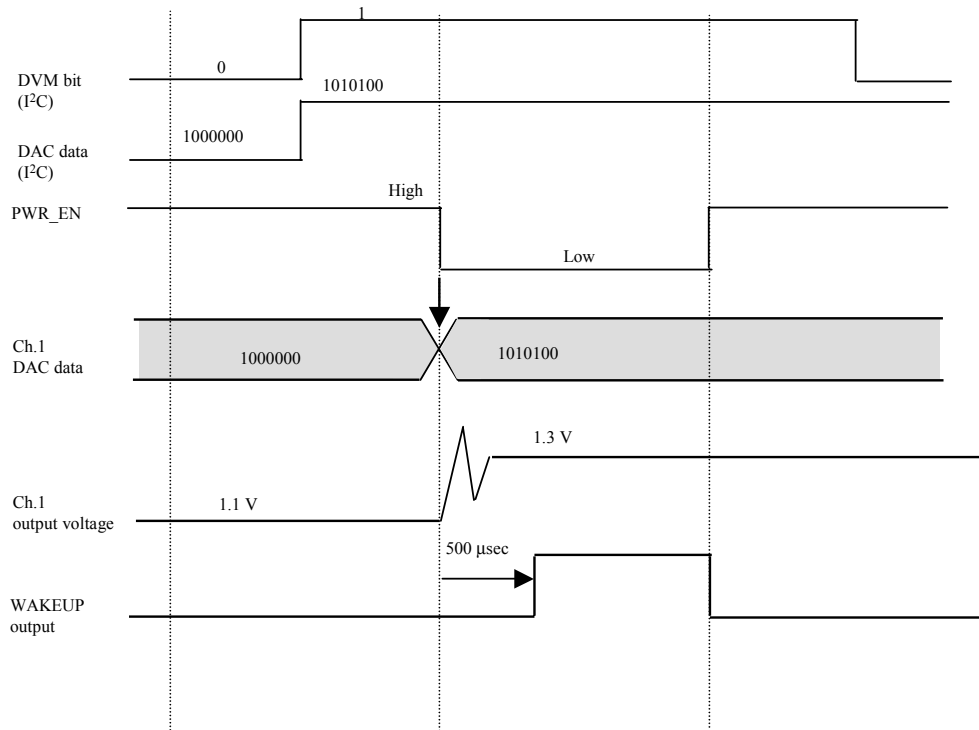 1
0
DVM bit
(I²C)
1010100
1000000
DAC data
(I²C)
High
PWR_EN
Low
Ch.1
DAC data
1000000
1010100
1.3 V
Ch.1
output voltage
1.1 V
500 μsec
WAKEUP
output